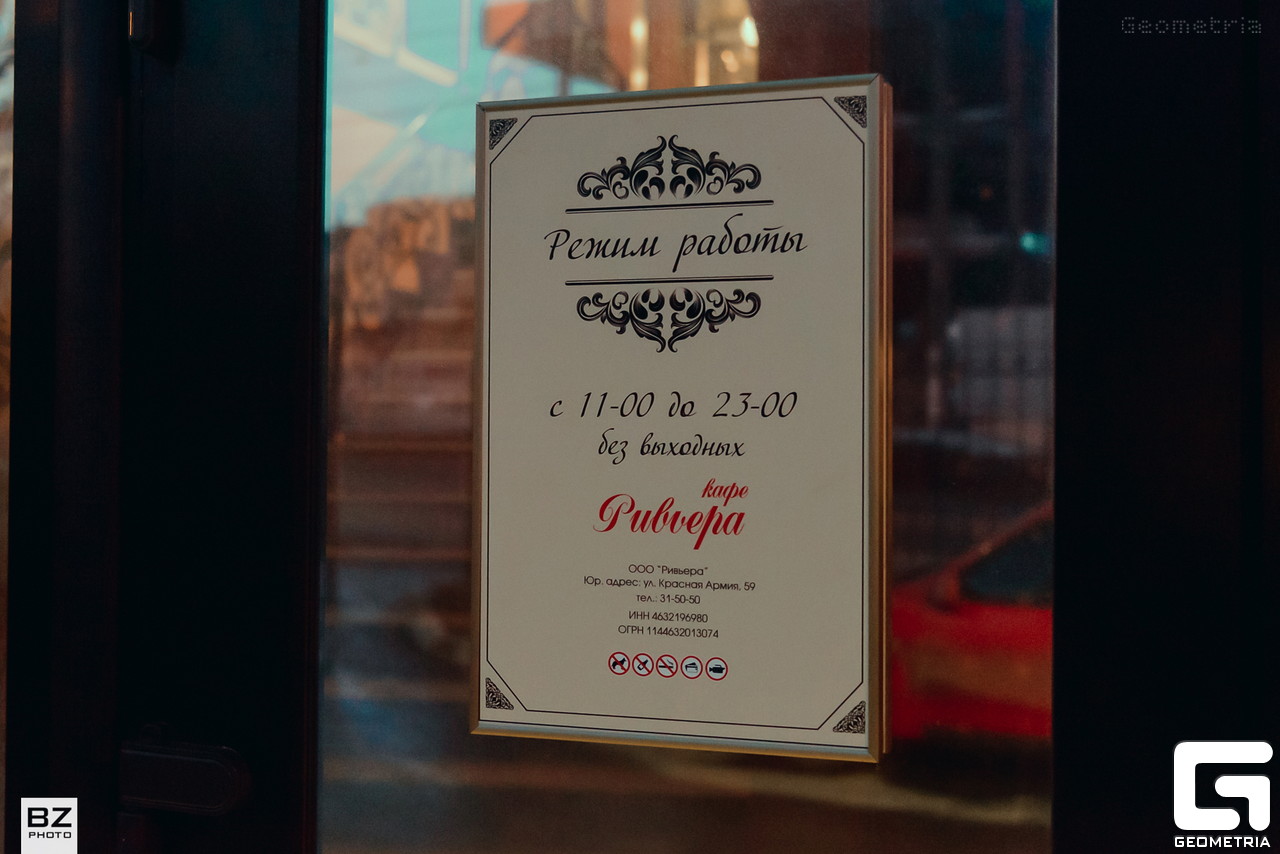 Geometria
Режим работы
с 11-00 до 23-00
без выходных
кафе
Ривьера
ООО "Ривьера"
Юр. адрес: ул. Красная Армия, 59
тел.: 31-50-50
ИНН 4632196980
ОГРН 1144632013074
BZ
PHOTO
GEOMETRIA